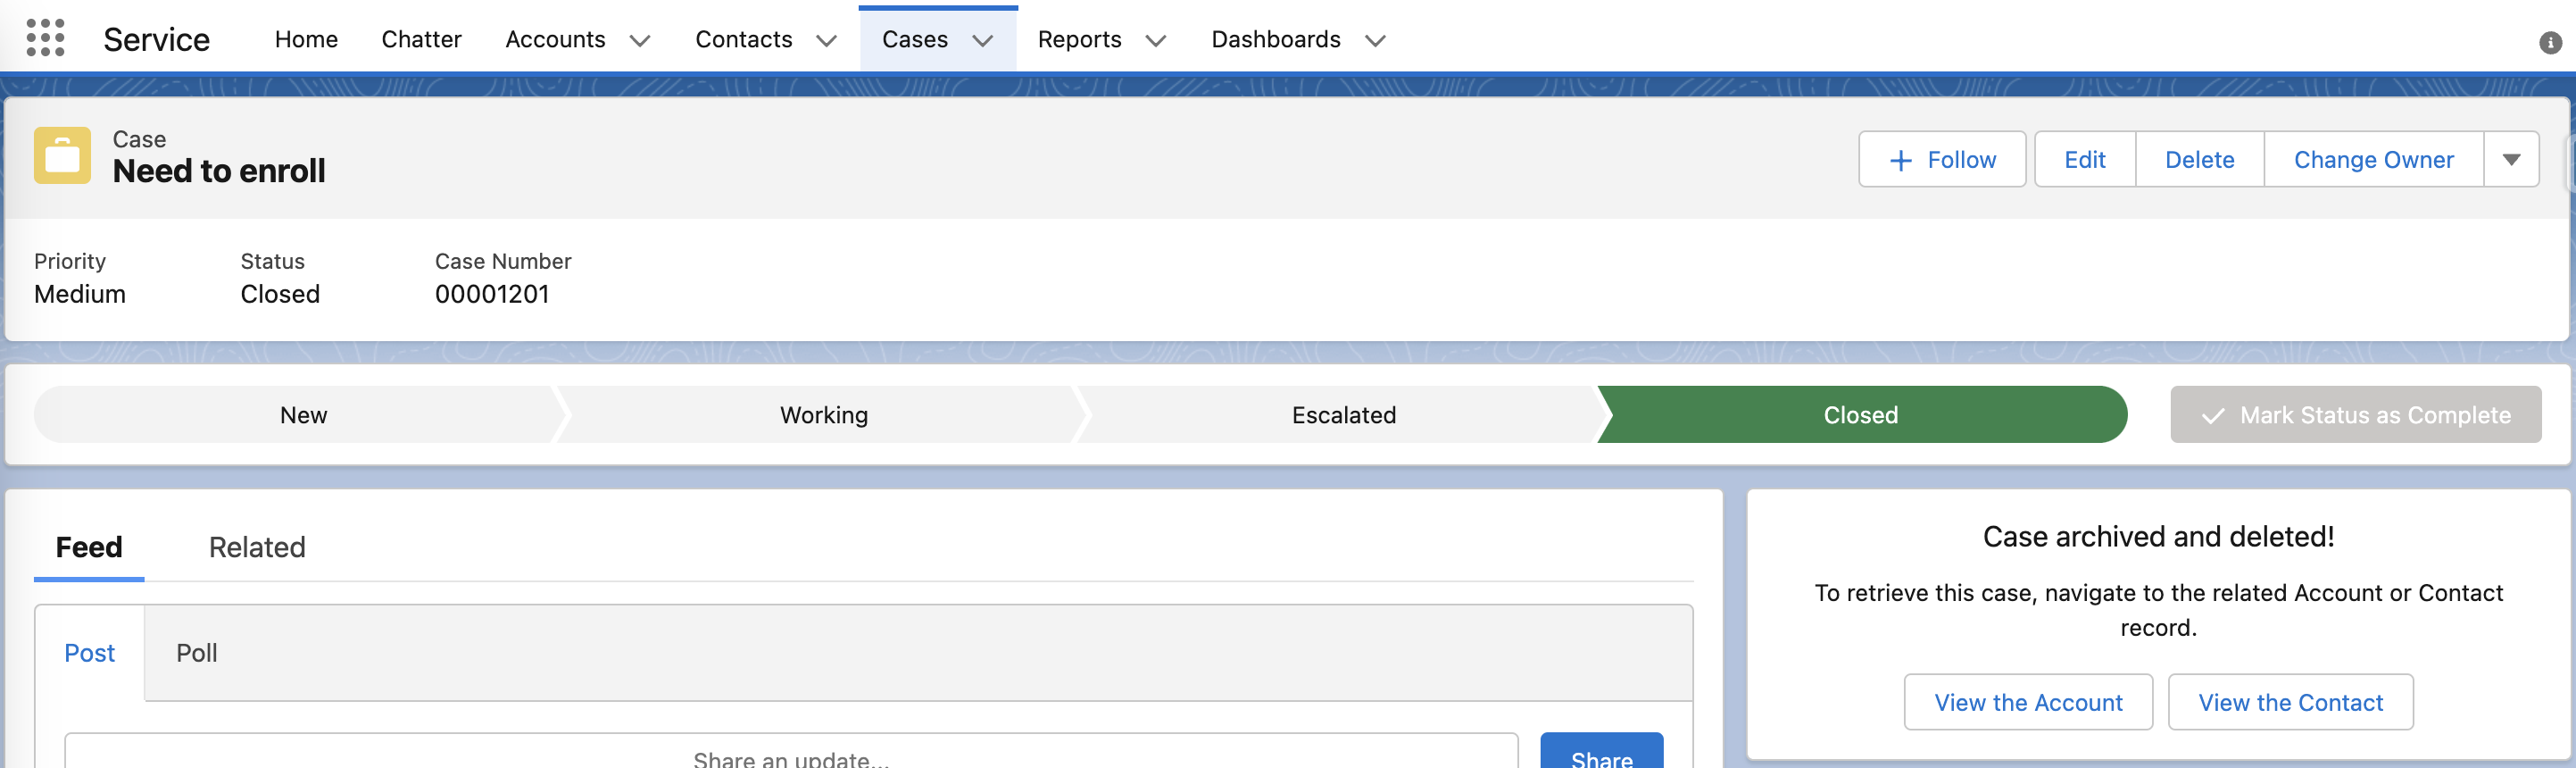 Service
Home
Chatter
Accounts
Contacts
Cases
Reports
Dashboards
Case
Need to enroll
Follow
Edit
Delete
Change Owner
Priority
Medium
Status
Closed
Case Number
00001201
New
Working
Escalated
Closed
Mark Status as Complete
Feed
Related
Post
Poll
Share an update...
Share
Case archived and deleted!
To retrieve this case, navigate to the related Account or Contact
record.
View the Account
View the Contact